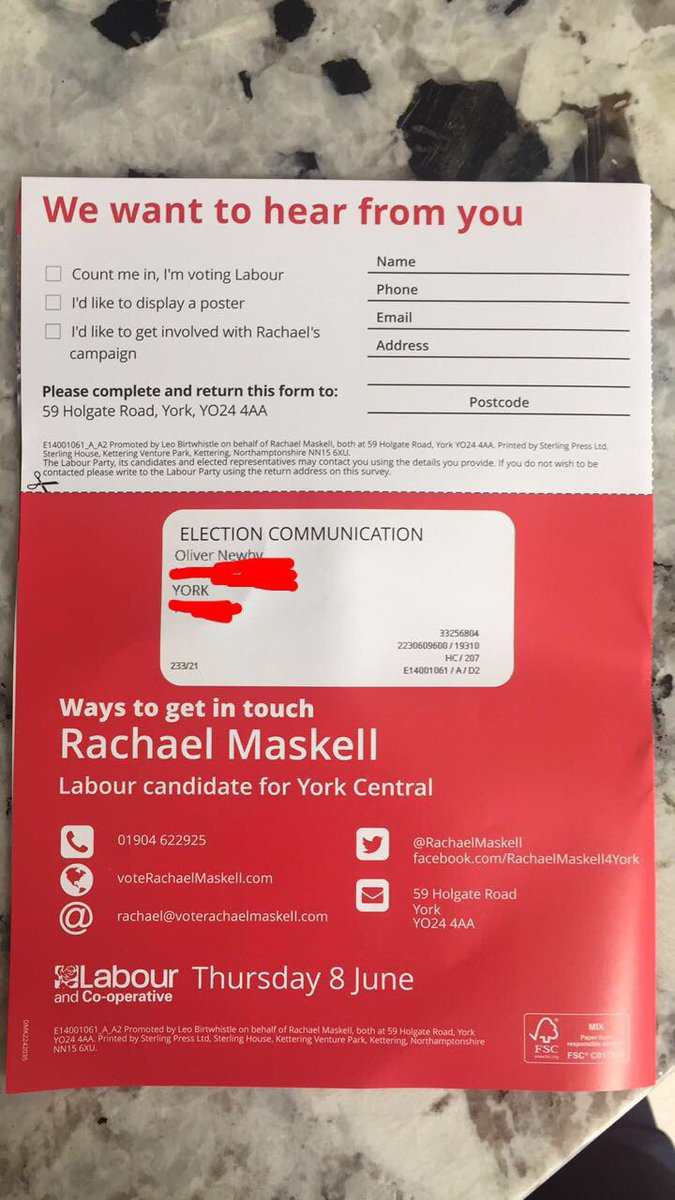 We want to hear from you
Count me in, I'm voting Labour
I'd like to display a poster
I'd like to get involved with Rachael's
campaign
Name
Phone
Email
Address
Postcode
Please complete and return this form to:
59 Holgate Road, York, YO24 4AA
E14001061_A_A2 Promoted by Leo Birtwhistle on behalf of Rachael Maskell, both at 59 Holgate Road, York YO24 4AA. Printed by Sterling Press Ltd,
Sterling House, Kettering Venture Park, Kettering, Northamptonshire NN15 6XU.
The Labour Party, its candidates and elected representatives may contact you using the details you provide. If you do not wish to be
contacted please write to the Labour Party using the return address on this survey.
ELECTION COMMUNICATION
Oliver Newby
YORK
33256804
2230609600 / 19310
HC / 207
233/21
E14001061 / A / D2
Ways to get in touch
Rachael Maskell
Labour candidate for York Central
01904 622925
voteRachaelMaskell.com
rachael@voterachaelmaskell.com
@RachaelMaskell
facebook.com/RachaelMaskell4York
59 Holgate Road
York
YO24 4AA
Labour
and Co-operative
Thursday 8 June
E14001061_A_A2 Promoted by Leo Birtwhistle on behalf of Rachael Maskell, both at 59 Holgate Road, York
YO24 4AA. Printed by Sterling Press Ltd, Sterling House, Kettering Venture Park, Kettering, Northamptonshire
NN15 6XU.
FSC
www.fsc.org
MIX
Paper from
responsible
FSC®